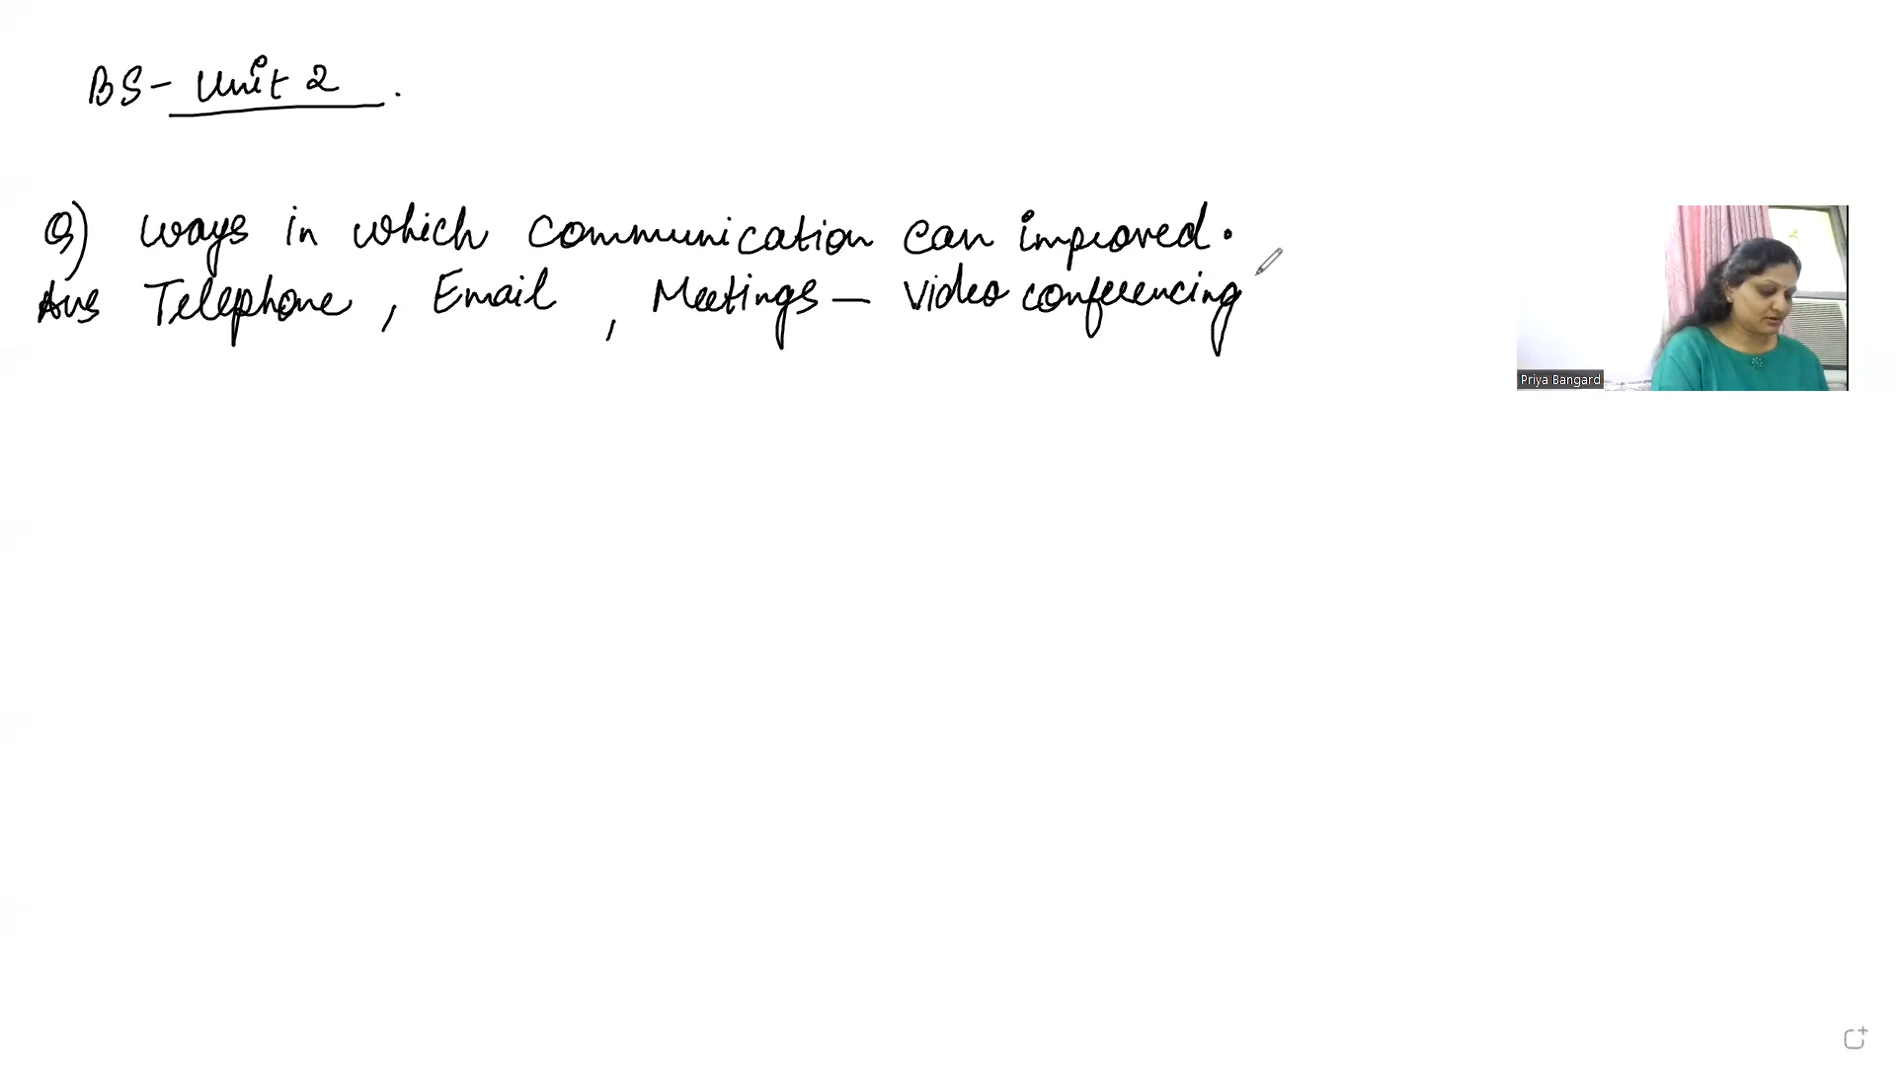 BS- Unit 2 .
Q) ways in which communication can improved.
Ans Telephone , Email , Meetings — Video conferencing
Priya Bangard